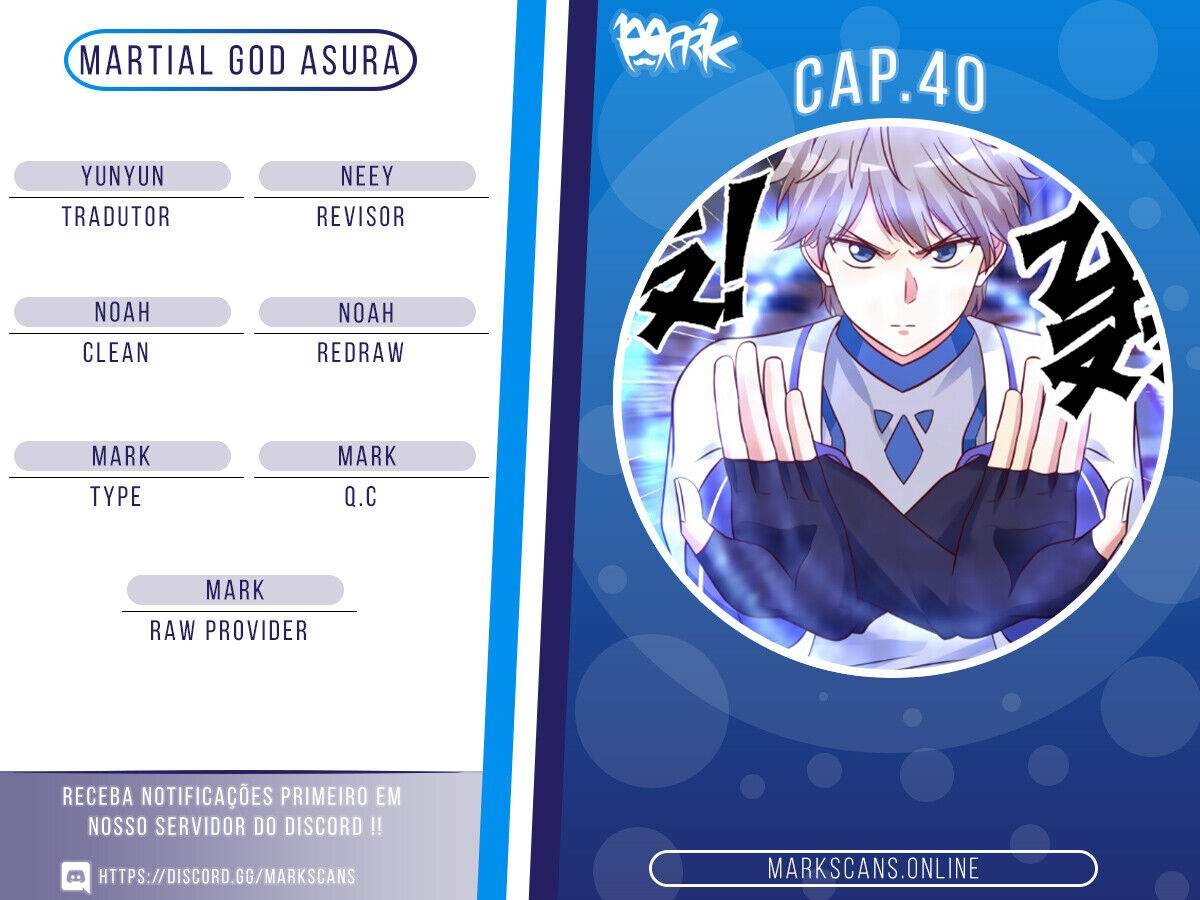 MARTIAL GOD ASURA
YUNYUN
TRADUTOR
NEEY
REVISOR
NOAH
CLEAN
NOAH
REDRAW
MARK
TYPE
MARK
Q.C
MARK
RAW PROVIDER
RECEBA NOTIFICAÇÕES PRIMEIRO EM
NOSSO SERVIDOR DO DISCORD !!
HTTPS://DISCORD.GG/MARKSCANS
MARK
CAP.40
MARKSCANS.ONLINE